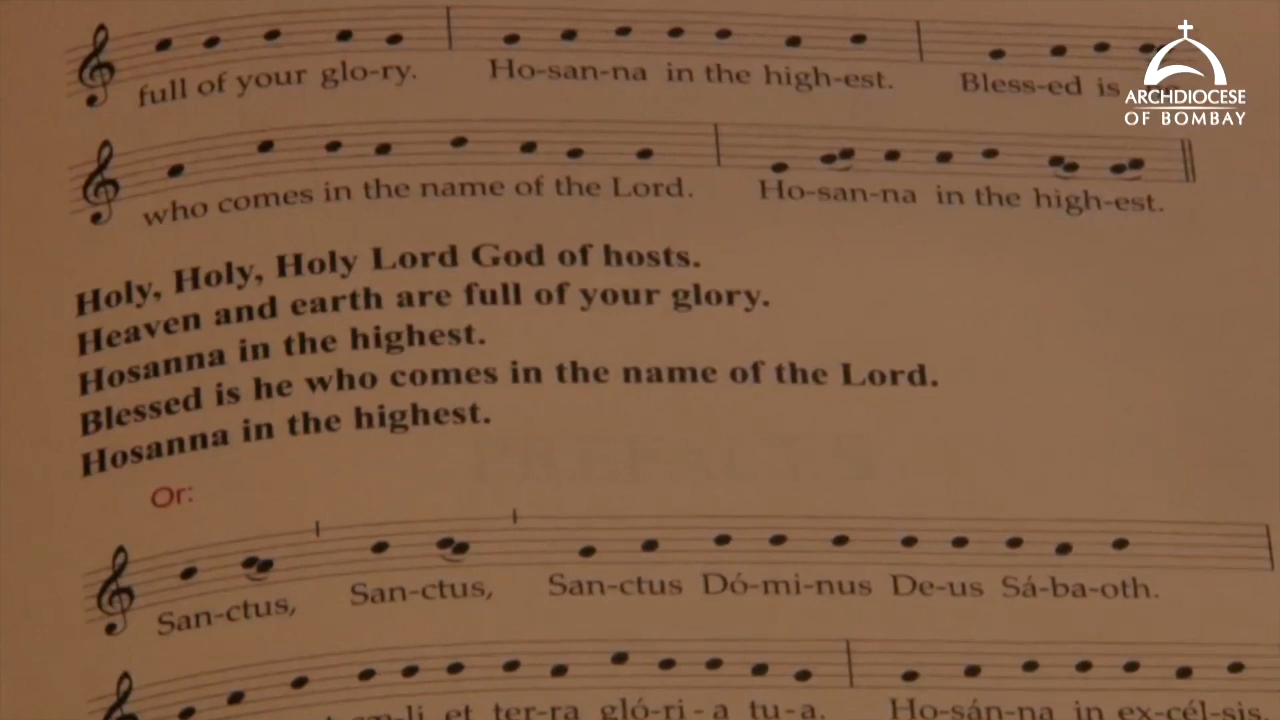 full of your glo-ry. Ho-san-na in the high-est. Bless-ed is
ARCHDIOCESE
OF BOMBAY
who comes in the name of the Lord. Ho-san-na in the high-est.
Holy, Holy, Holy Lord God of hosts.
Heaven and earth are full of your glory.
Hosanna in the highest.
Blessed is he who comes in the name of the Lord.
Hosanna in the highest.
Or:
San-ctus, San-ctus, San-ctus Dó-mi-nus De-us Sá-ba-oth.
et ter-ra gló-ri-a tu-a. Ho-sán-na in ex-cél-sis.